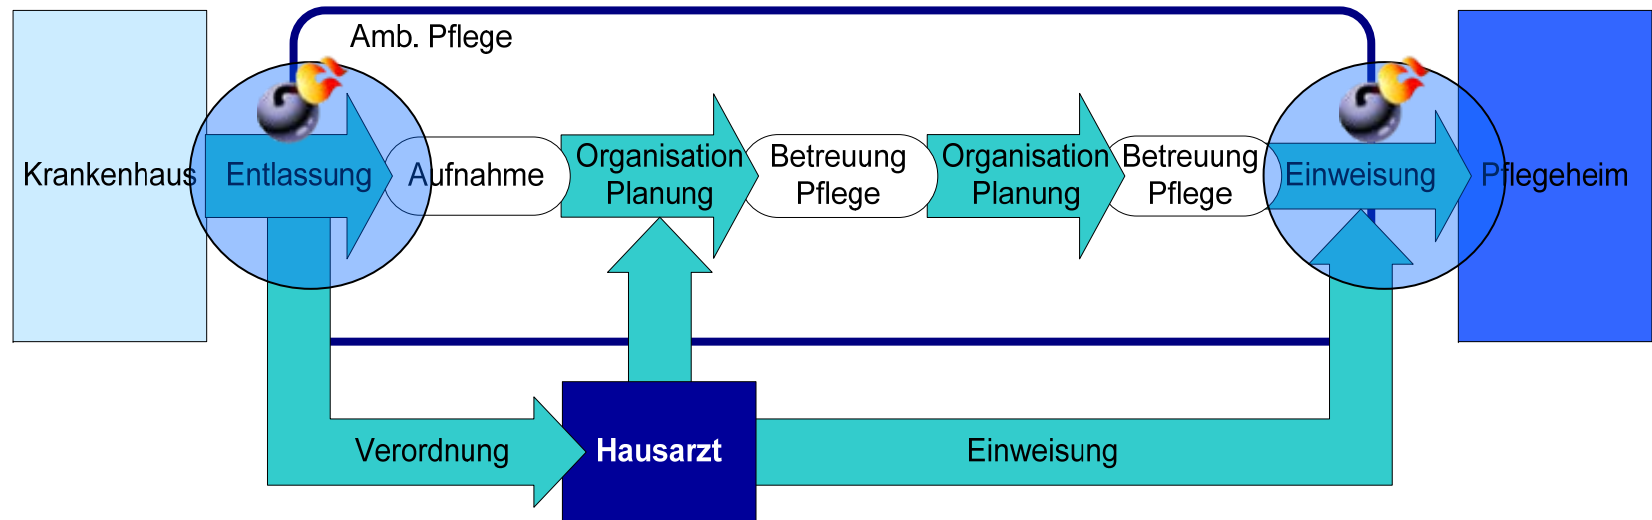 Amb. Pflege
Krankenhaus
Entlassung
Aufnahme
Organisation
Planung
Betreuung
Pflege
Organisation
Planung
Betreuung
Pflege
Einweisung
Pflegeheim
Verordnung
Hausarzt
Einweisung